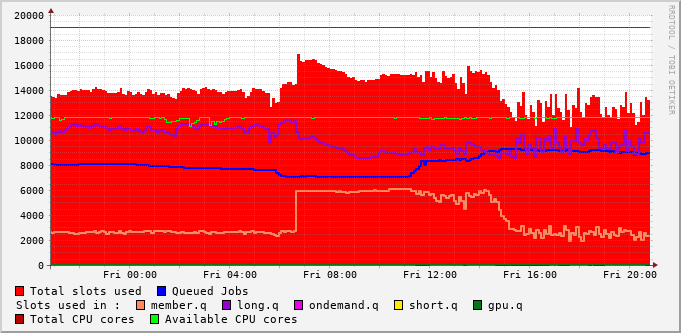 20000
18000
16000
14000
12000
10000
8000
6000
4000
2000
0
Fri 00:00 Fri 04:00 Fri 08:00 Fri 12:00 Fri 16:00 Fri 20:00
RRDTOOL / TOBI OETIKER
Total slots used Queued Jobs
Slots used in : member.q long.q ondemand.q short.q gpu.q
Total CPU cores Available CPU cores